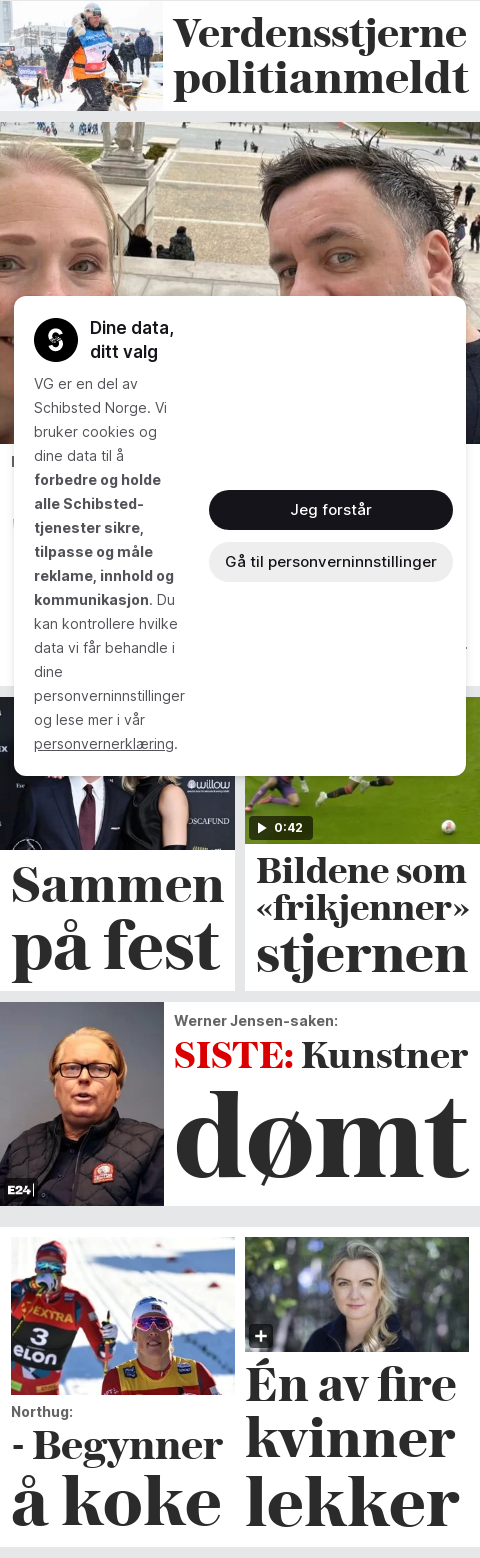 Verdensstjerne
politianmeldt
Dine data,
ditt valg
VG er en del av
Schibsted Norge. Vi
bruker cookies og
dine data til å
forbedre og holde
alle Schibsted-
tjenester sikre,
tilpasse og måle
reklame, innhold og
kommunikasjon. Du
kan kontrollere hvilke
data vi får behandle i
dine
personverninnstillinger
og lese mer i vår
personvernerklæring.
Jeg forstår
Gå til personverninnstillinger
willow
OSCAFUND
0:42
Sammen
på fest
Bildene som
«frikjenner»
stjernen
Werner Jensen-saken:
SISTE: Kunstner
dømt
E24
EXTRA
3
elon
Northug:
- Begynner
å koke
Én av fire
kvinner
lekker